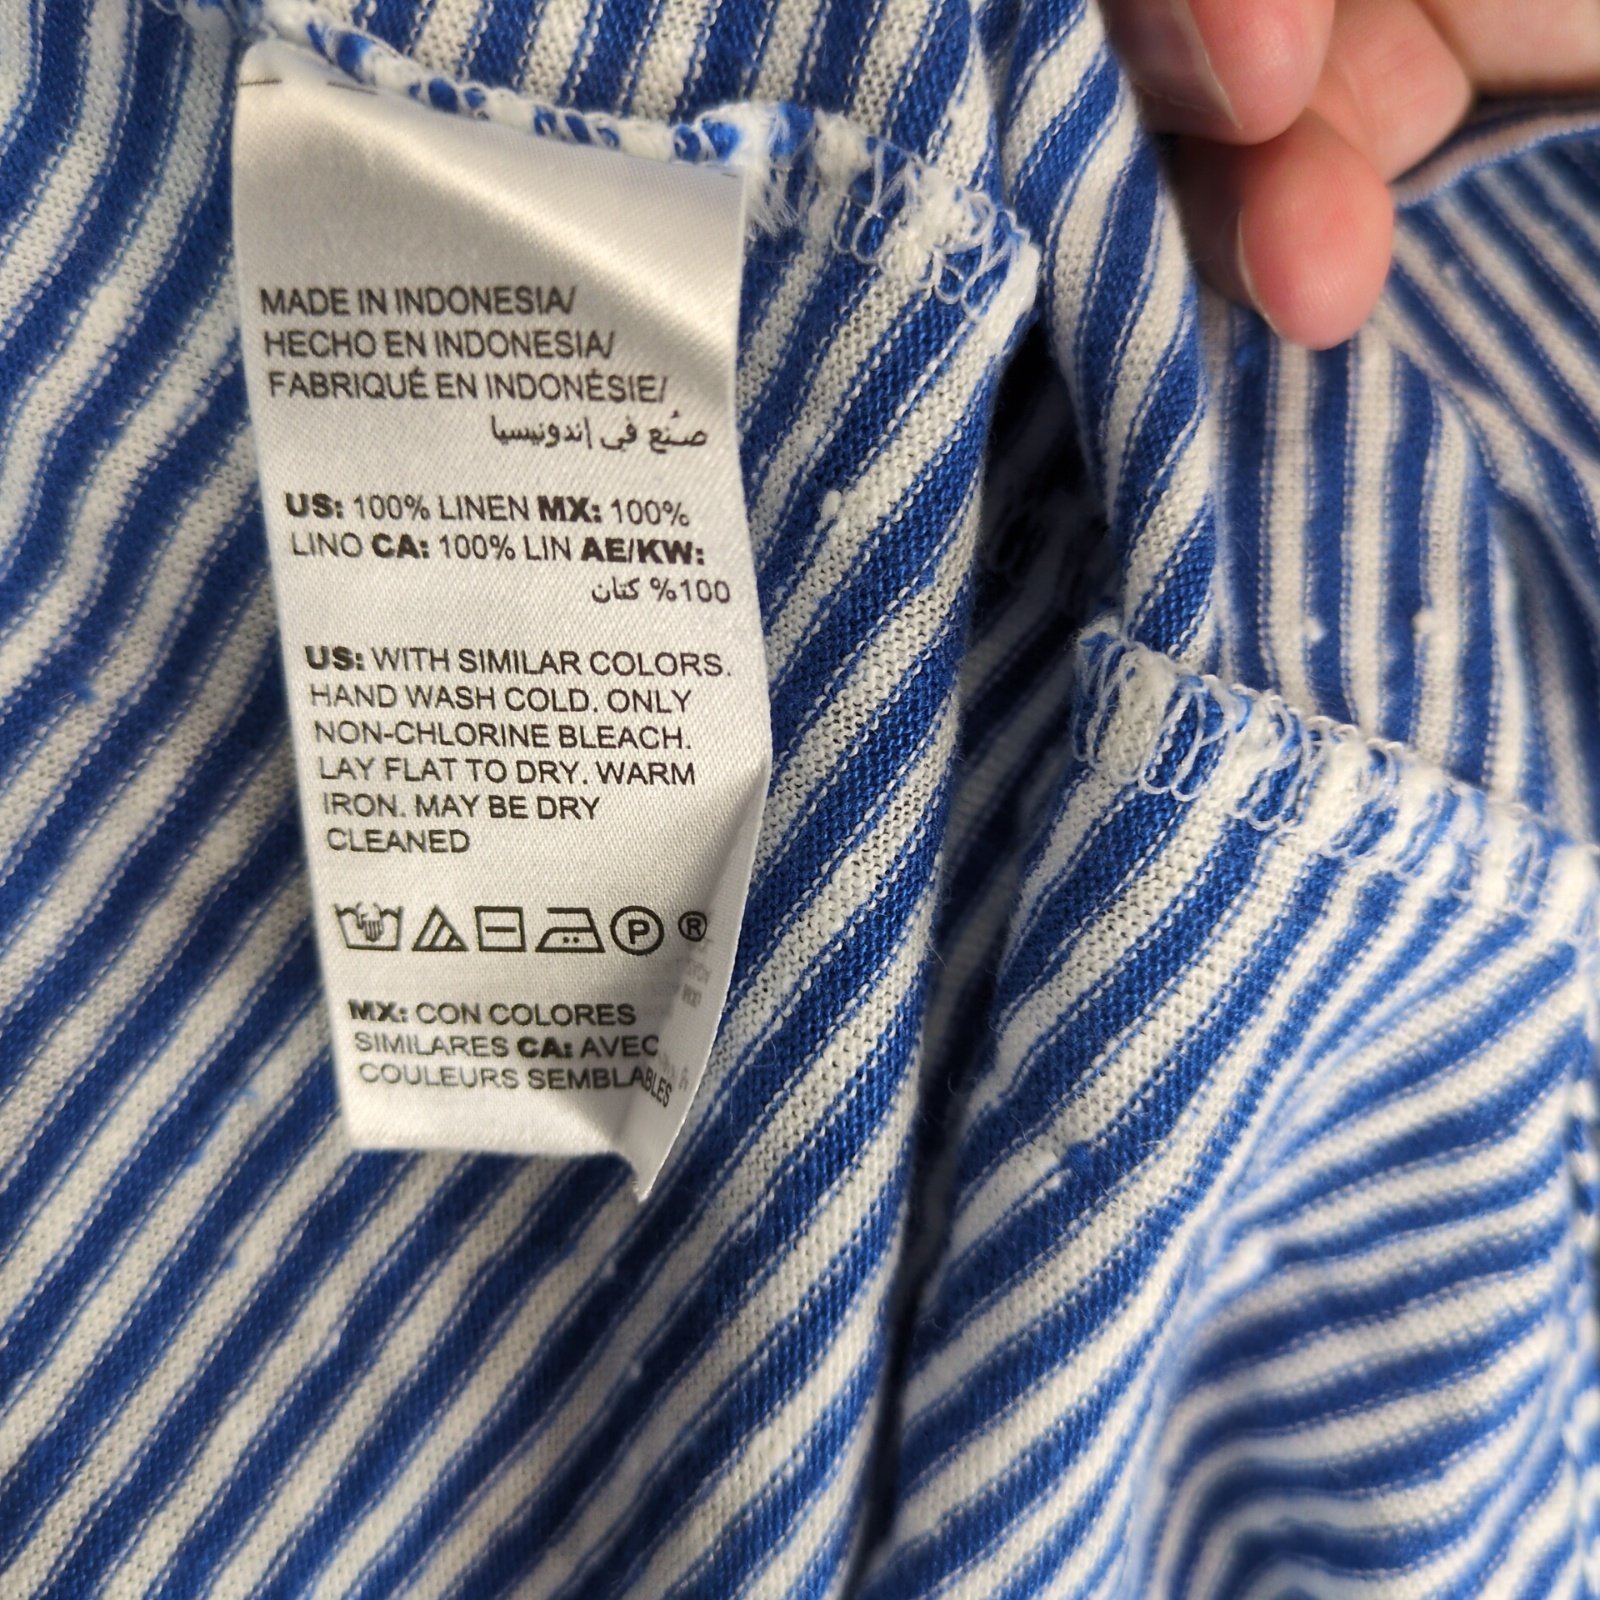 MADE IN INDONESIA/
HECHO EN INDONESIA/
FABRIQUÉ EN INDONÉSIE/
صُنع في إندونيسيا
US: 100% LINEN MX: 100%
LINO CA: 100% LIN AE/KW:
100% كتان
US: WITH SIMILAR COLORS.
HAND WASH COLD. ONLY
NON-CHLORINE BLEACH.
LAY FLAT TO DRY. WARM
IRON. MAY BE DRY
CLEANED
P ®
MX: CON COLORES
SIMILARES CA: AVEC
COULEURS SEMBLABLES